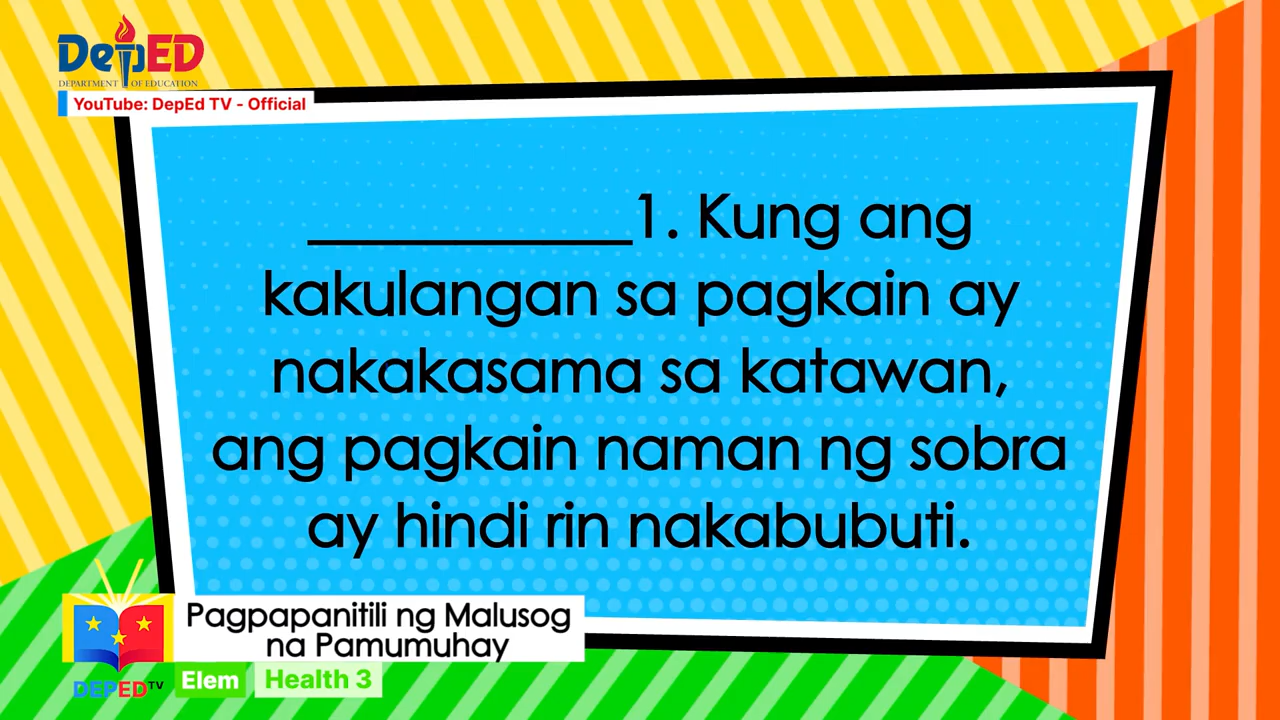 DepED
DEPARTMENT OF EDUCATION
YouTube: DepEd TV - Official
____________1. Kung ang
kakulangan sa pagkain ay
nakakasama sa katawan,
ang pagkain naman ng sobra
ay hindi rin nakabubuti.
Pagpapanitili ng Malusog
na Pamumuhay
DEPED TV
Elem
Health 3